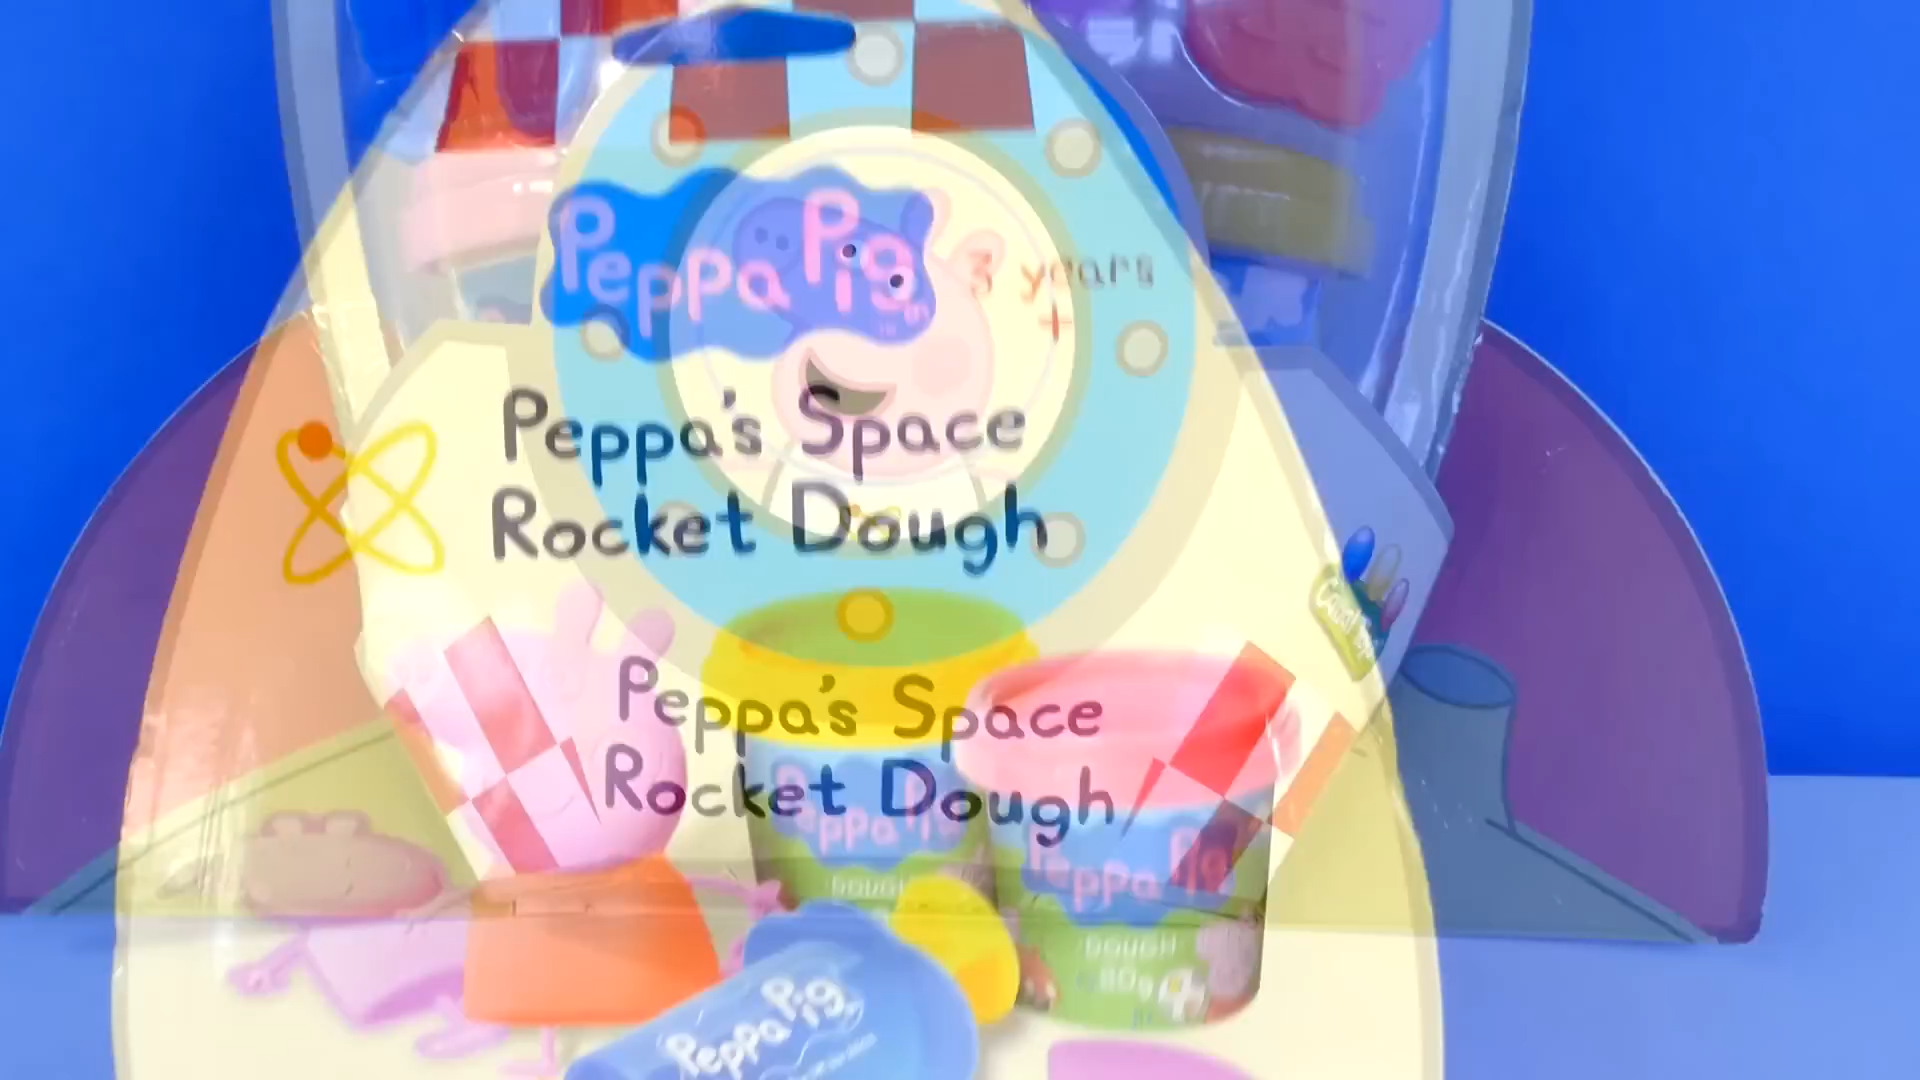 Peppa Pig
3 years
+
Peppa's Space
Rocket Dough
Peppa's Space
Rocket Dough
Peppa Pig
DOUGH
Peppa Pig
DOUGH
80g
Peppa Pig